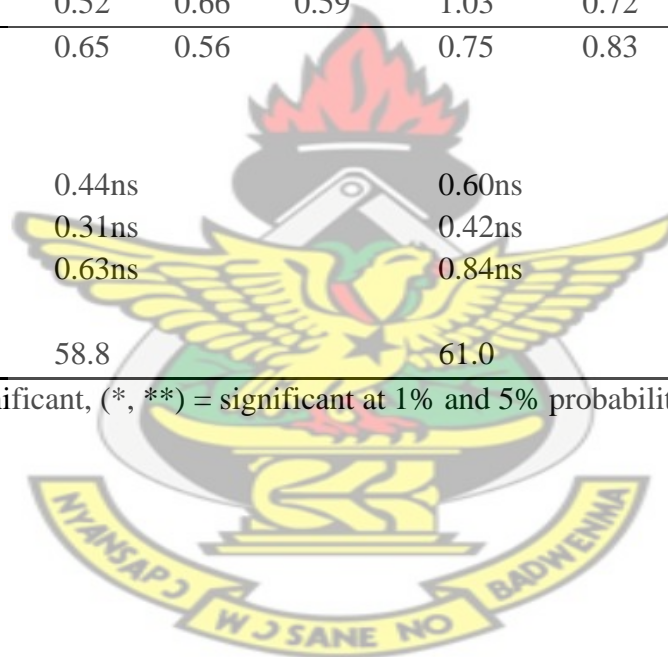 0.52 0.66 0.59 1.03 0.72
0.65 0.56 0.75 0.83
0.44ns 0.60ns
0.31ns 0.42ns
0.63ns 0.84ns
58.8 61.0
ificant, (*, **) = significant at 1% and 5% probabilit
NYANSAPƆ WƆSANE NO BADWENMA